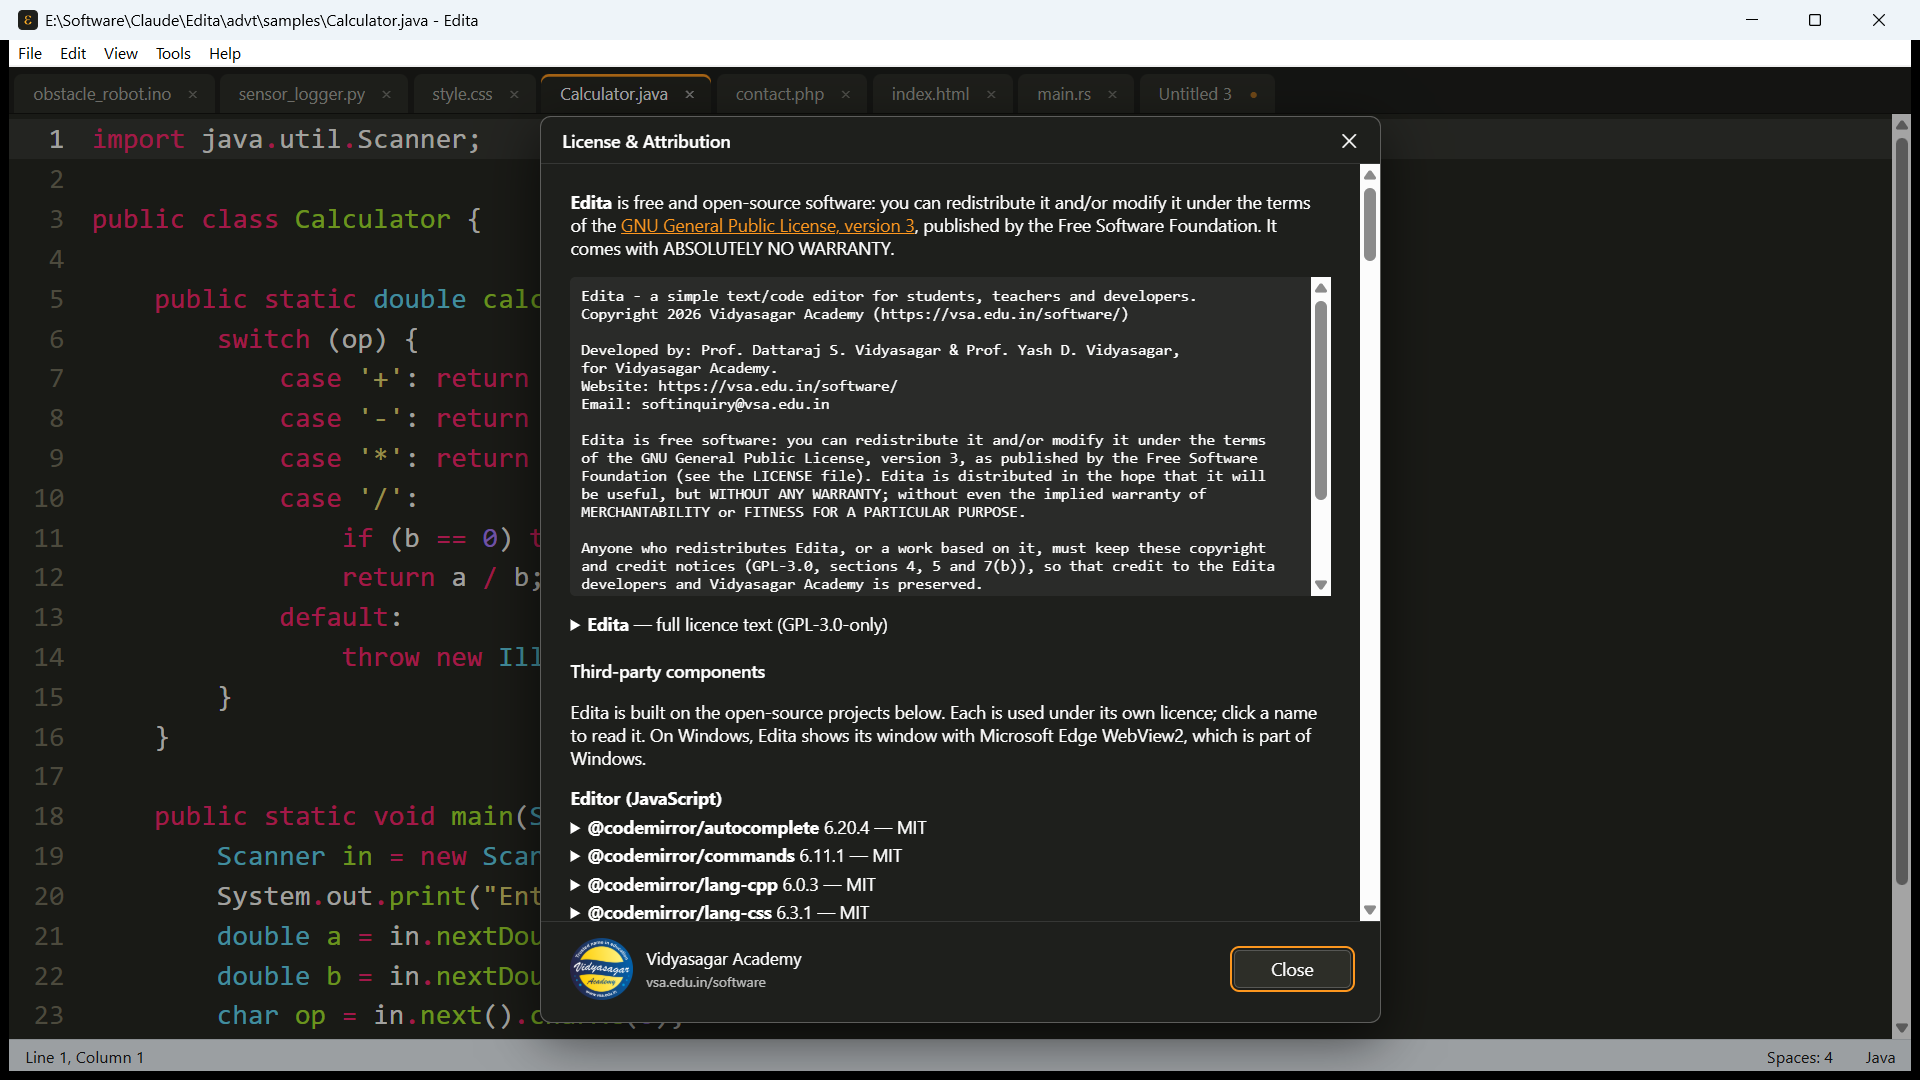 E:\Software\Claude\Edita\advt\samples\Calculator.java - Edita
File Edit View Tools Help
obstacle_robot.ino × sensor_logger.py × style.css × Calculator.java × contact.php × index.html × main.rs × Untitled 3 •
1 import java.util.Scanner;
2
3 public class Calculator {
4
5 public static double calc
6 switch (op) {
7 case '+': return
8 case '-': return
9 case '*': return
10 case '/':
11 if (b == 0) t
12 return a / b;
13 default:
14 throw new Ill
15 }
16 }
17
18 public static void main(S
19 Scanner in = new Scan
20 System.out.print("Ent
21 double a = in.nextDou
22 double b = in.nextDou
23 char op = in.next().c
License & Attribution
Edita is free and open-source software: you can redistribute it and/or modify it under the terms
of the GNU General Public License, version 3, published by the Free Software Foundation. It
comes with ABSOLUTELY NO WARRANTY.
Edita - a simple text/code editor for students, teachers and developers.
Copyright 2026 Vidyasagar Academy (https://vsa.edu.in/software/)
Developed by: Prof. Dattaraj S. Vidyasagar & Prof. Yash D. Vidyasagar,
for Vidyasagar Academy.
Website: https://vsa.edu.in/software/
Email: softinquiry@vsa.edu.in
Edita is free software: you can redistribute it and/or modify it under the terms
of the GNU General Public License, version 3, as published by the Free Software
Foundation (see the LICENSE file). Edita is distributed in the hope that it will
be useful, but WITHOUT ANY WARRANTY; without even the implied warranty of
MERCHANTABILITY or FITNESS FOR A PARTICULAR PURPOSE.
Anyone who redistributes Edita, or a work based on it, must keep these copyright
and credit notices (GPL-3.0, sections 4, 5 and 7(b)), so that credit to the Edita
developers and Vidyasagar Academy is preserved.
Edita — full licence text (GPL-3.0-only)
Third-party components
Edita is built on the open-source projects below. Each is used under its own licence; click a name
to read it. On Windows, Edita shows its window with Microsoft Edge WebView2, which is part of
Windows.
Editor (JavaScript)
@codemirror/autocomplete 6.20.4 — MIT
@codemirror/commands 6.11.1 — MIT
@codemirror/lang-cpp 6.0.3 — MIT
@codemirror/lang-css 6.3.1 — MIT
Vidyasagar
Academy
Vidyasagar Academy
vsa.edu.in/software
Close
Line 1, Column 1
Spaces: 4 Java